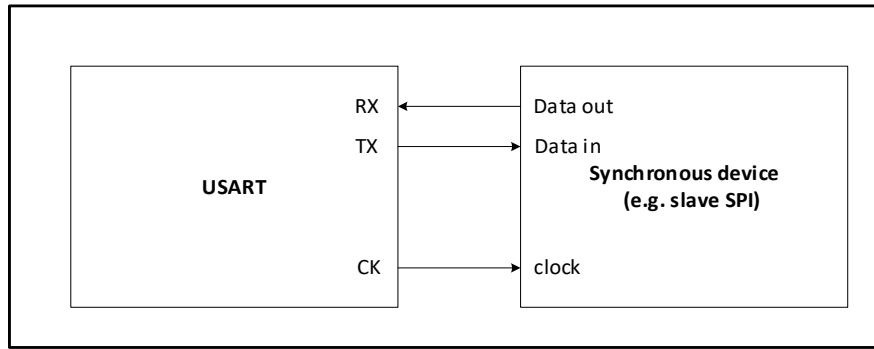 RX
Data out
TX
Data in
USART
Synchronous device
(e.g. slave SPI)
CK
clock